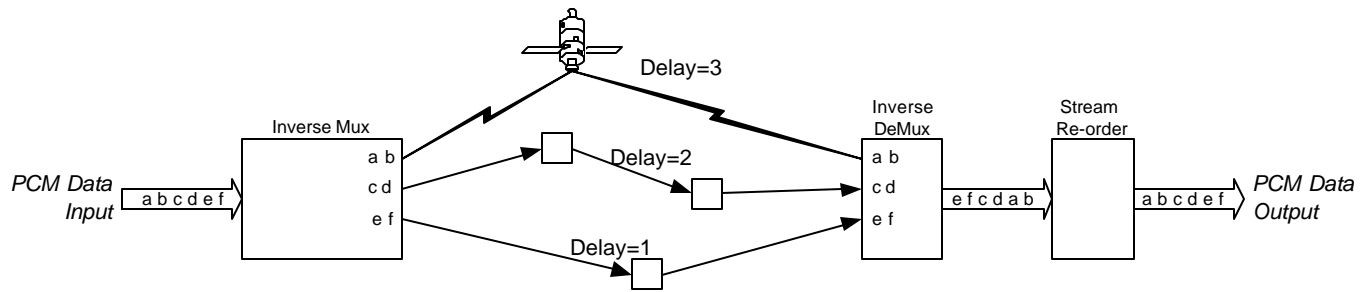 Delay=3
Inverse Mux
Inverse
DeMux
Stream
Re-order
a b
c d
e f
Delay=2
Delay=1
a b
c d
e f
PCM Data
Input
a b c d e f
e f c d a b
a b c d e f
PCM Data
Output